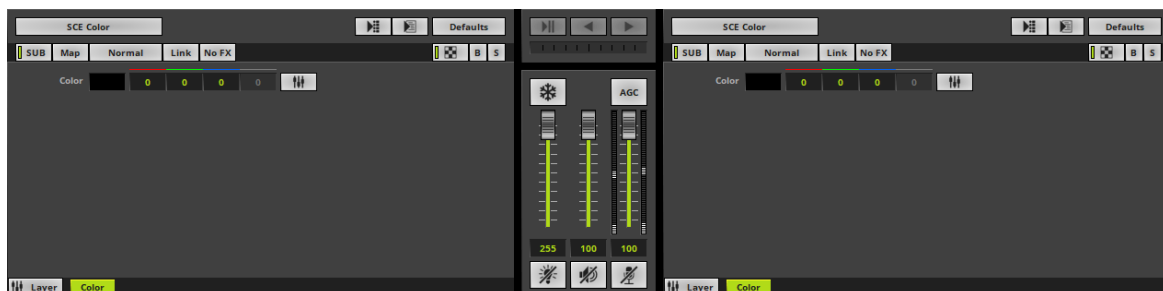 SCE Color Defaults
SUB Map Normal Link No FX B S
Color 0 0 0 0
Layer Color
AGC
255 100 100
SCE Color Defaults
SUB Map Normal Link No FX B S
Color 0 0 0 0
Layer Color